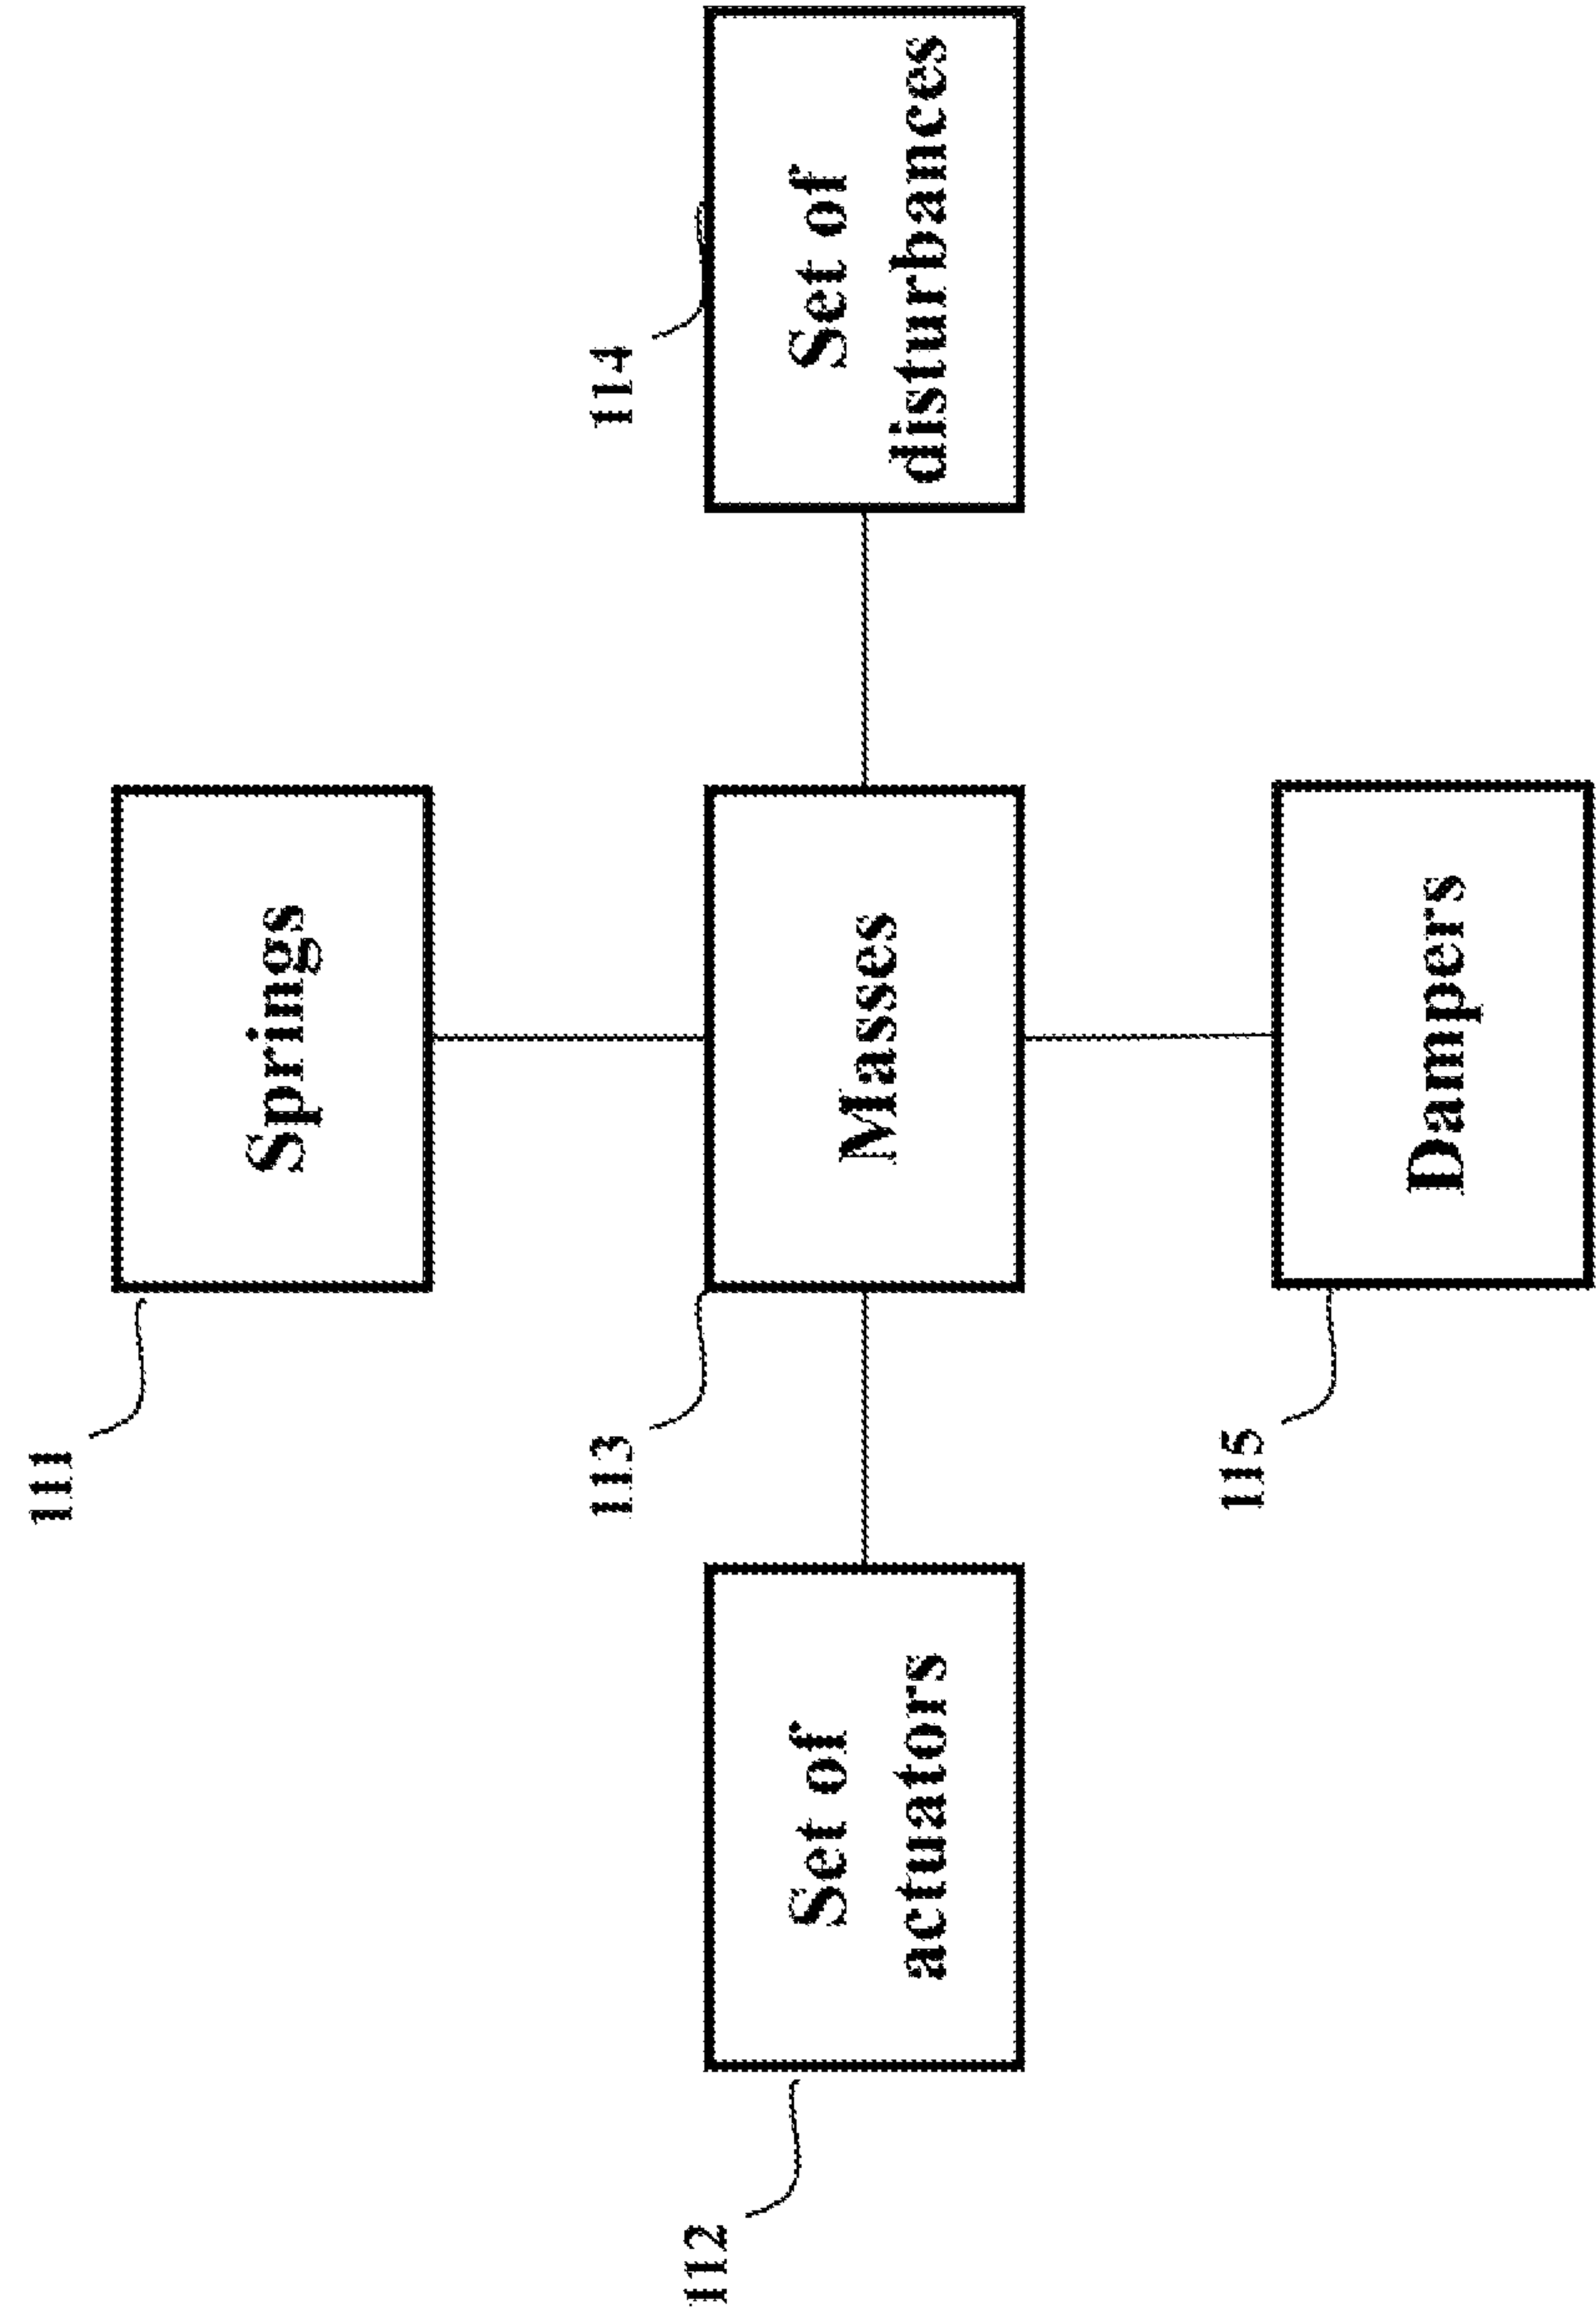 111
Springs
113
114
112
Set of
actuators
Masses
Set of
disturbances
115
Dampers